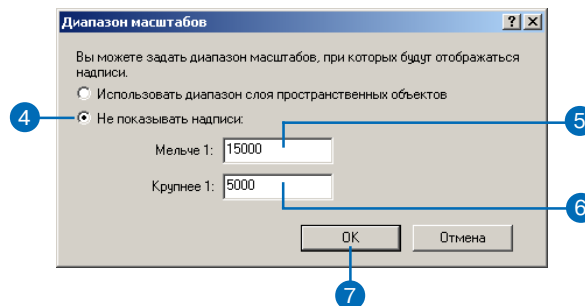 Диапазон масштабов
Вы можете задать диапазон масштабов, при которых будут отображаться
надписи.
Использовать диапазон слоя пространственных объектов
4 Не показывать надписи:
Мельче 1: 15000 5
Крупнее 1: 5000 6
OK Отмена
7